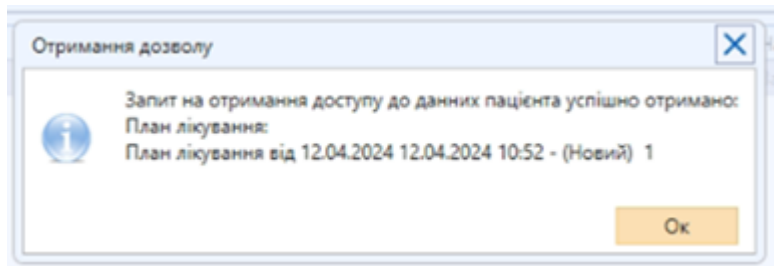 Отримання дозволу
Запит на отримання доступу до данних пацієнта успішно отримано:
План лікування:
План лікування від 12.04.2024 12.04.2024 10:52 - (Новий) 1
Ок